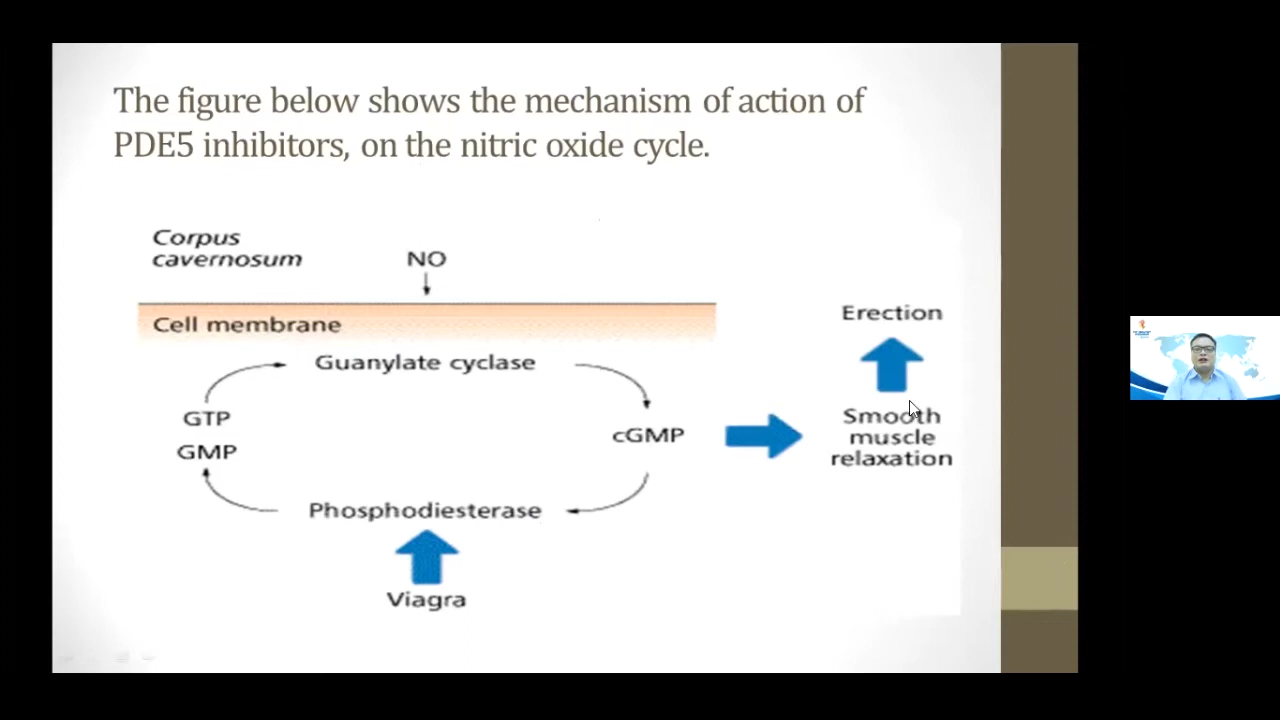 The figure below shows the mechanism of action of
PDE5 inhibitors, on the nitric oxide cycle.
Corpus
cavernosum
NO
Cell membrane
Guanylate cyclase
GTP
GMP
cGMP
Phosphodiesterase
Viagra
Erection
Smooth
muscle
relaxation